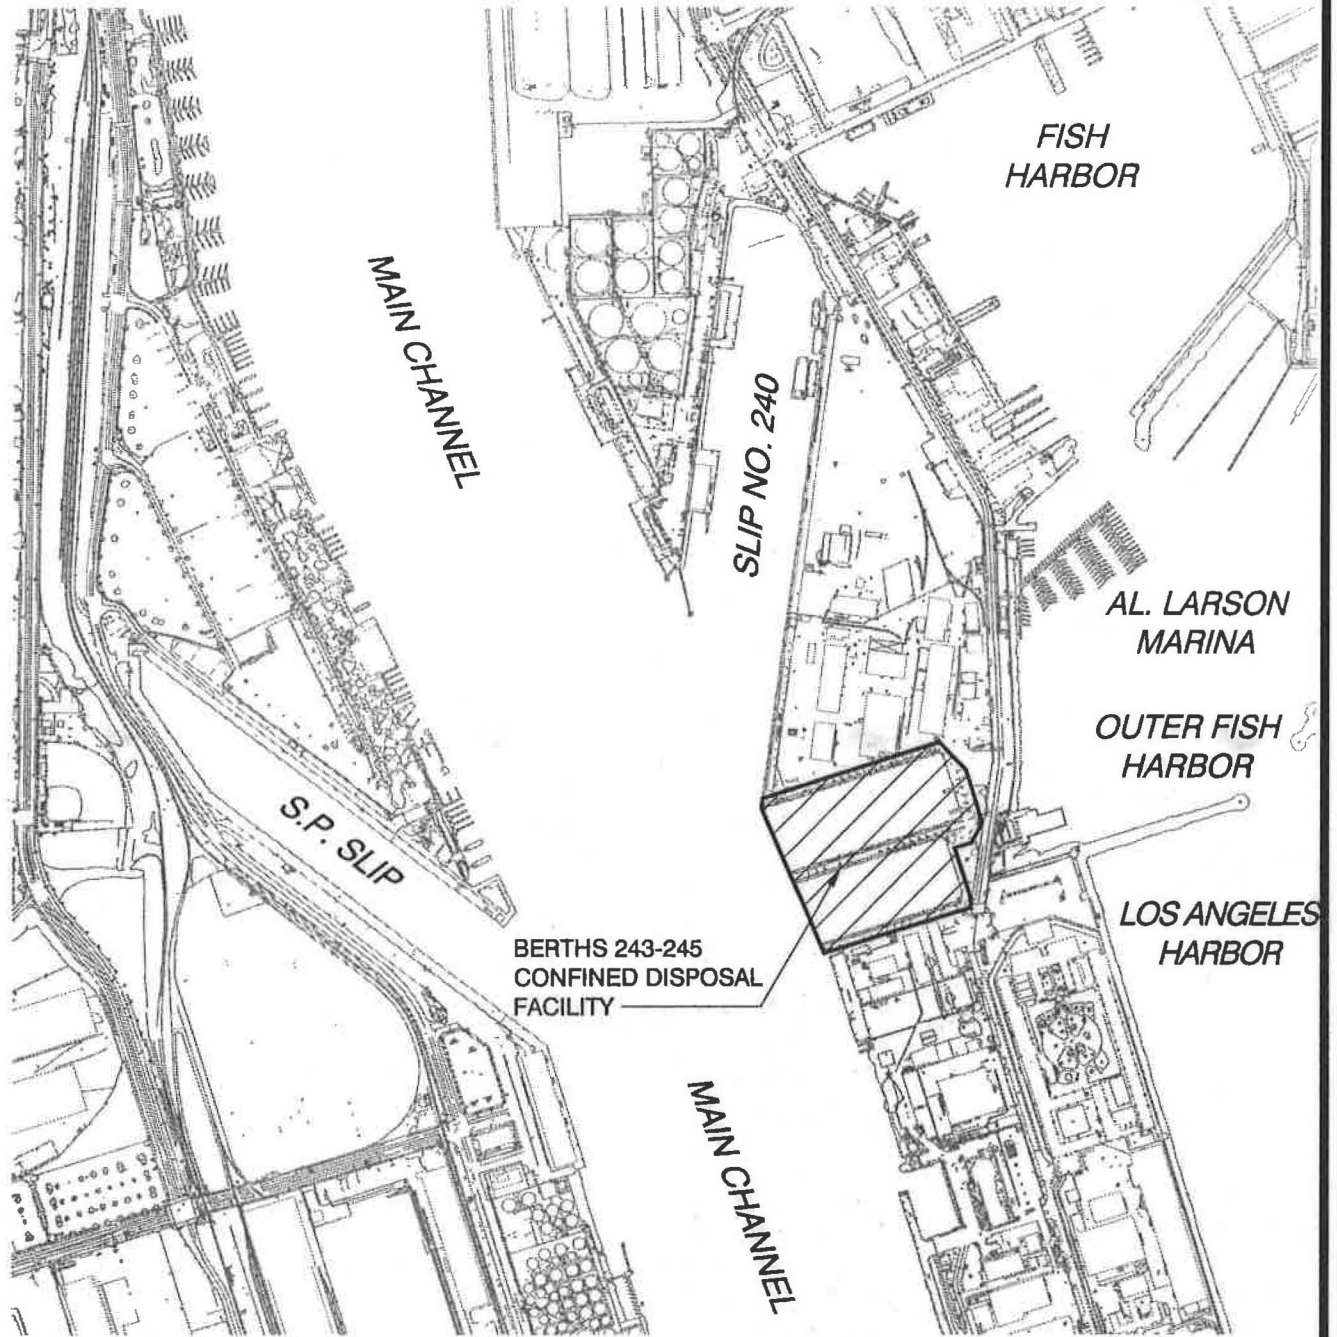 FISH
HARBOR
MAIN CHANNEL
SLIP NO. 240
AL. LARSON
MARINA
OUTER FISH
HARBOR
S.P. SLIP
LOS ANGELES
HARBOR
BERTHS 243-245
CONFINED DISPOSAL
FACILITY
MAIN CHANNEL